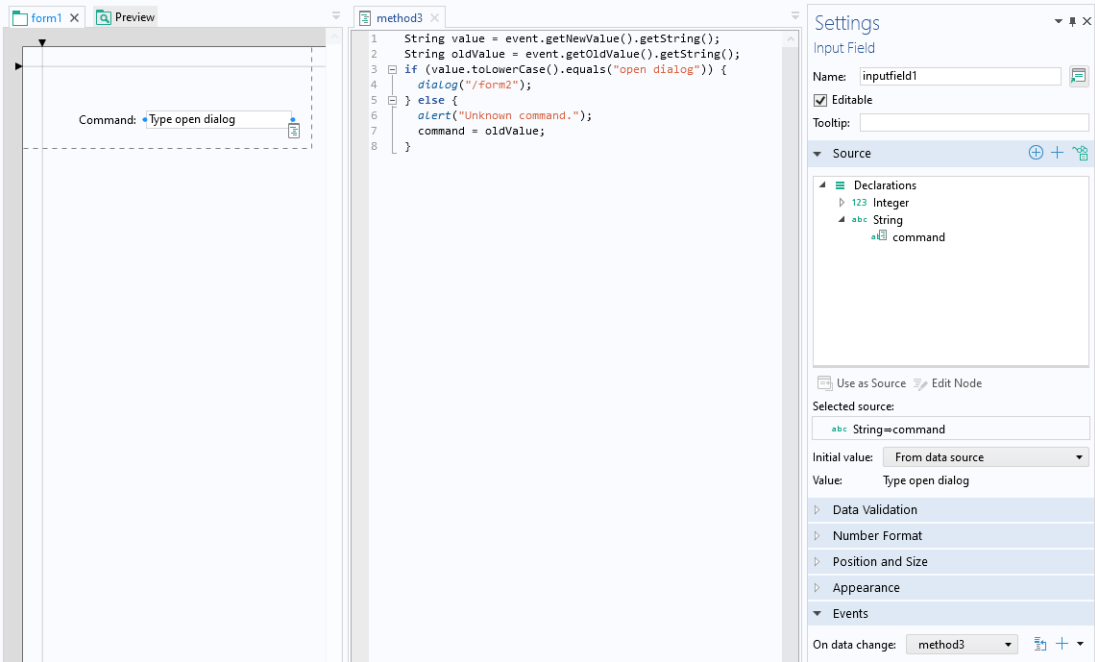 form1
Preview
Command: Type open dialog
method3
1 String value = event.getNewValue().getString();
2 String oldValue = event.getOldValue().getString();
3 if (value.toLowerCase().equals("open dialog")) {
4 dialog("/form2");
5 } else {
6 alert("Unknown command.");
7 command = oldValue;
8 }
Settings
Input Field
Name: inputfield1
Editable
Tooltip:
Source
Declarations
123 Integer
abc String
command
Use as Source Edit Node
Selected source:
abc String⇒command
Initial value: From data source
Value: Type open dialog
Data Validation
Number Format
Position and Size
Appearance
Events
On data change: method3